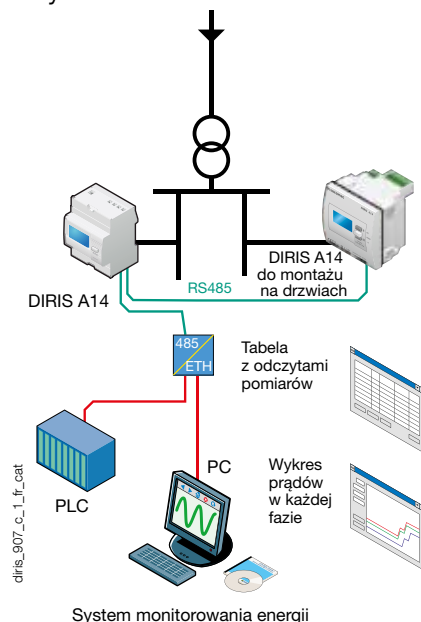 DIRIS A14
do montażu
na drzwiach
RS485
DIRIS A14
485
ETH
Tabela
z odczytami
pomiarów
PC
PLC
Wykres
prądów
w każdej
fazie
diris_907_c_1_fr_cat
System monitorowania energii